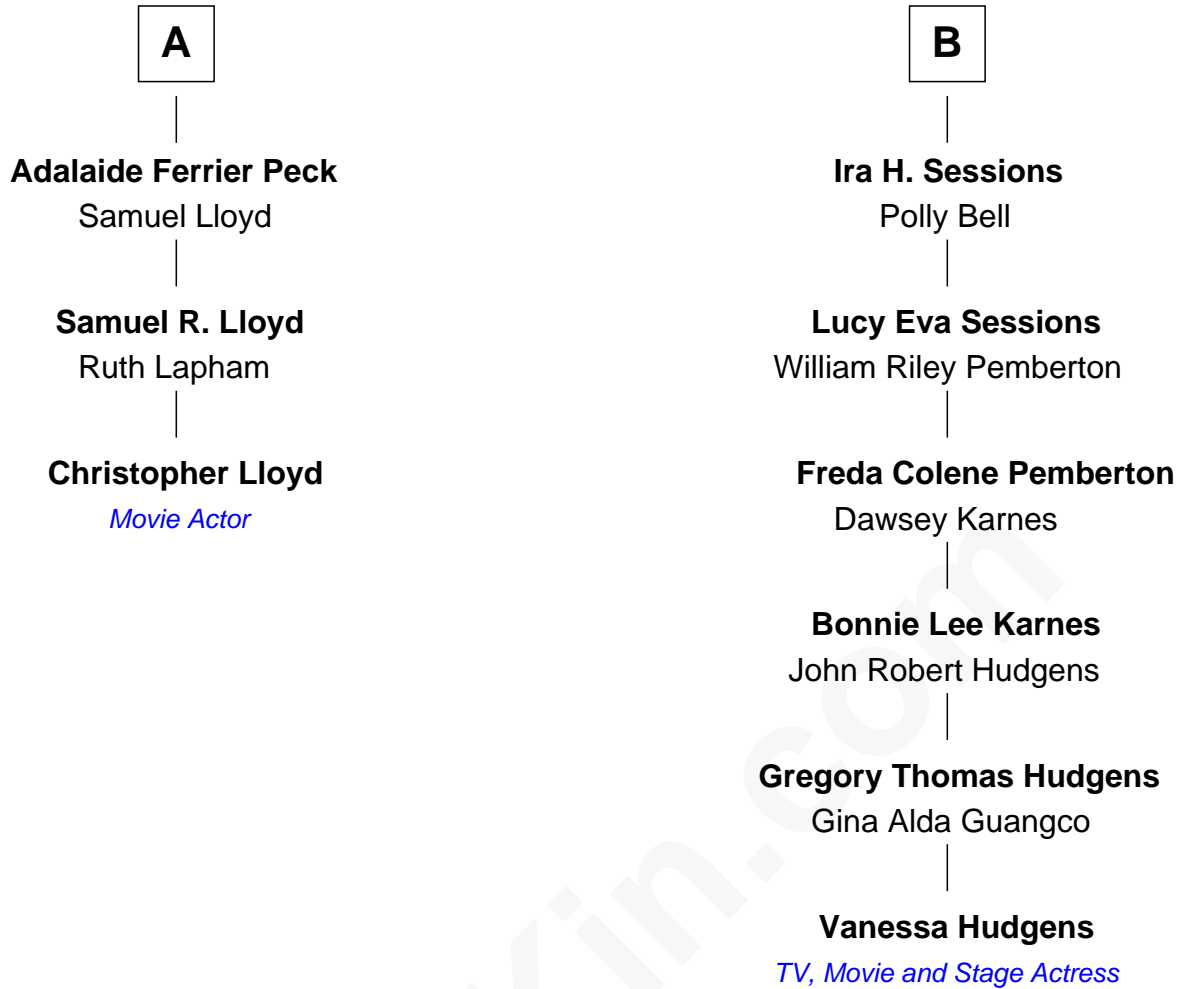 A
Adalaide Ferrier Peck
Samuel Lloyd
Samuel R. Lloyd
Ruth Lapham
Christopher Lloyd
Movie Actor
B
Ira H. Sessions
Polly Bell
Lucy Eva Sessions
William Riley Pemberton
Freda Colene Pemberton
Dawsey Karnes
Bonnie Lee Karnes
John Robert Hudgens
Gregory Thomas Hudgens
Gina Alda Guangco
Vanessa Hudgens
TV, Movie and Stage Actress
Kin.com